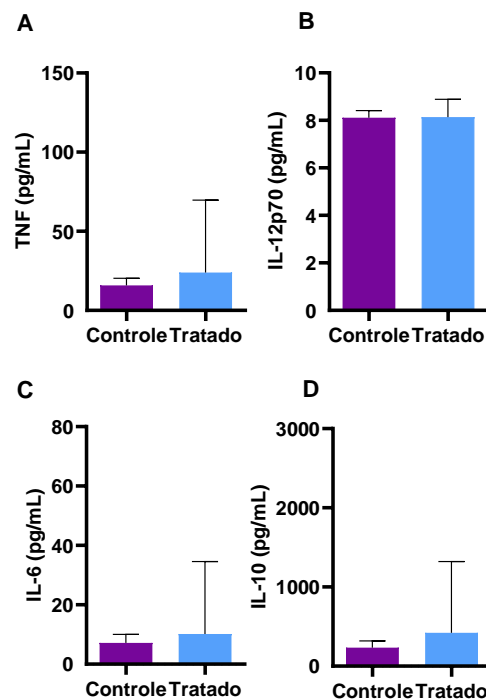 A
TNF (pg/mL)
150
100
50
0
Controle Tratado
B
IL-12p70 (pg/mL)
10
8
6
4
2
0
Controle Tratado
C
IL-6 (pg/mL)
80
60
40
20
0
Controle Tratado
D
IL-10 (pg/mL)
3000
2000
1000
0
Controle Tratado